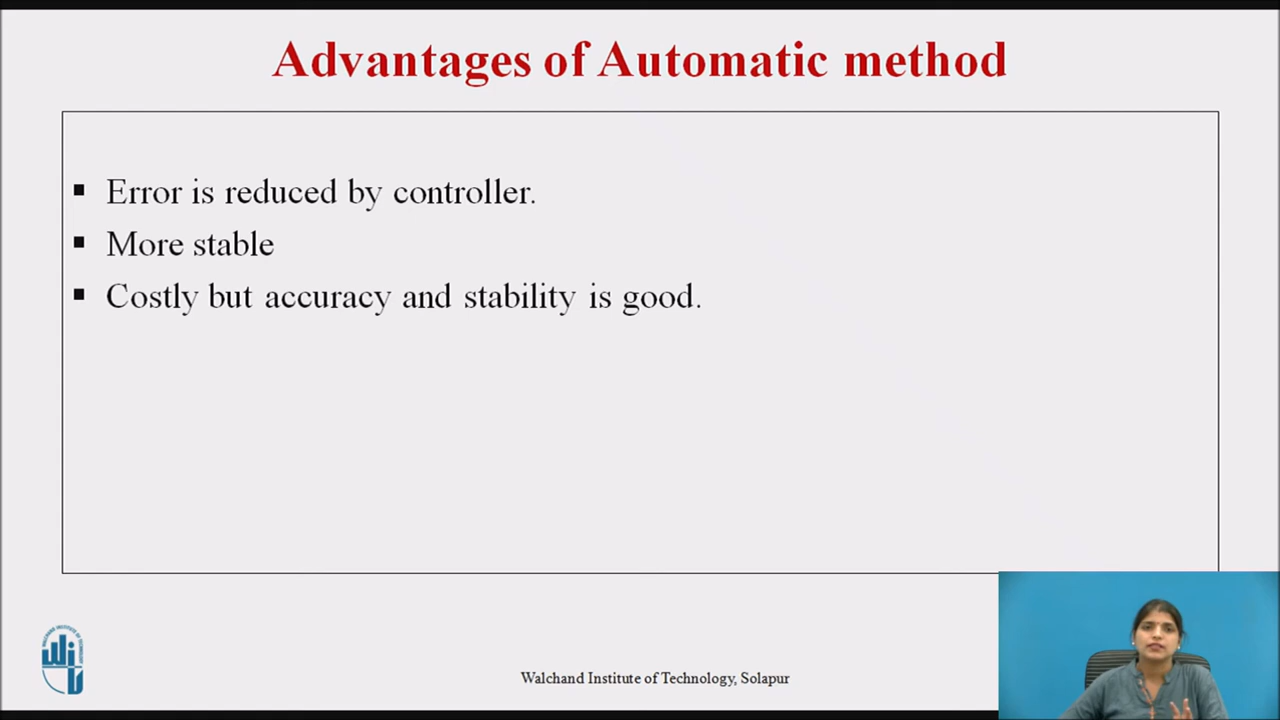 Advantages of Automatic method
▪ Error is reduced by controller.
▪ More stable
▪ Costly but accuracy and stability is good.
Walchand Institute of Technology, Solapur